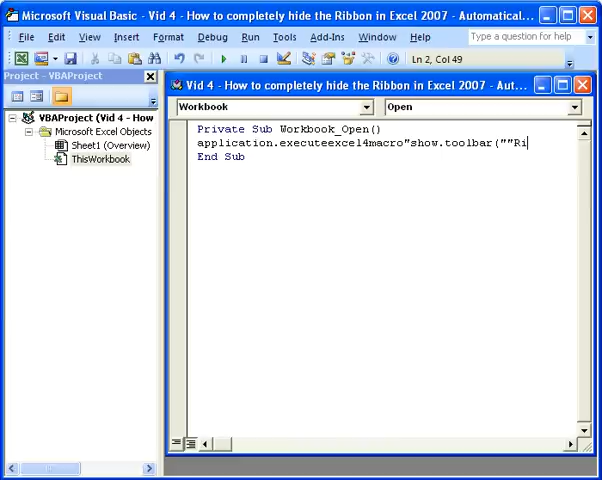 Microsoft Visual Basic - Vid 4 - How to completely hide the Ribbon in Excel 2007 - Automatical...
File Edit View Insert Format Debug Run Tools Add-Ins Window Help Type a question for help
Ln 2, Col 49
Project - VBAProject
VBAProject (Vid 4 - How
Microsoft Excel Objects
Sheet1 (Overview)
ThisWorkbook
Vid 4 - How to completely hide the Ribbon in Excel 2007 - Aut...
Workbook Open
Private Sub Workbook_Open()
application.executeexcel4macro"show.toolbar(""Ri
End Sub